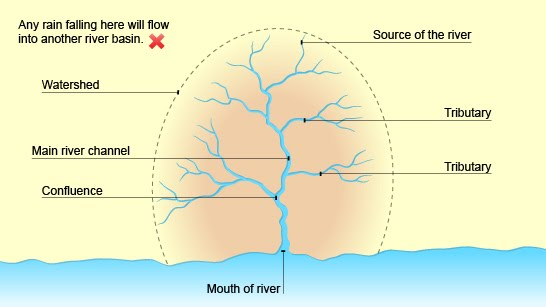 Any rain falling here will flow
into another river basin.
Source of the river
Watershed
Tributary
Main river channel
Tributary
Confluence
Mouth of river